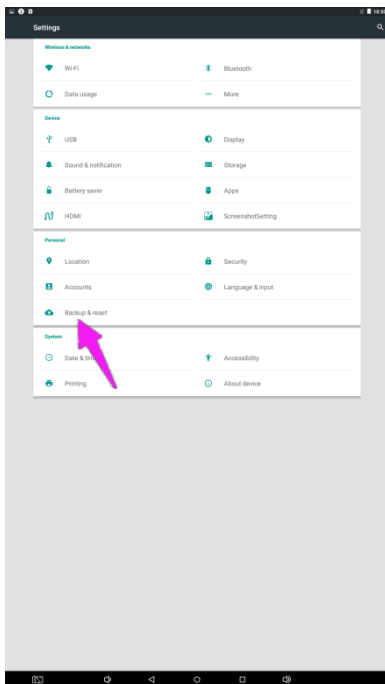 Settings
Wireless & networks
Wi-Fi
Bluetooth
Data usage
More
Device
USB
Display
Sound & notification
Storage
Battery saver
Apps
HDMI
ScreenshotSetting
Personal
Location
Security
Accounts
Language & input
Backup & reset
System
Date & time
Accessibility
Printing
About device